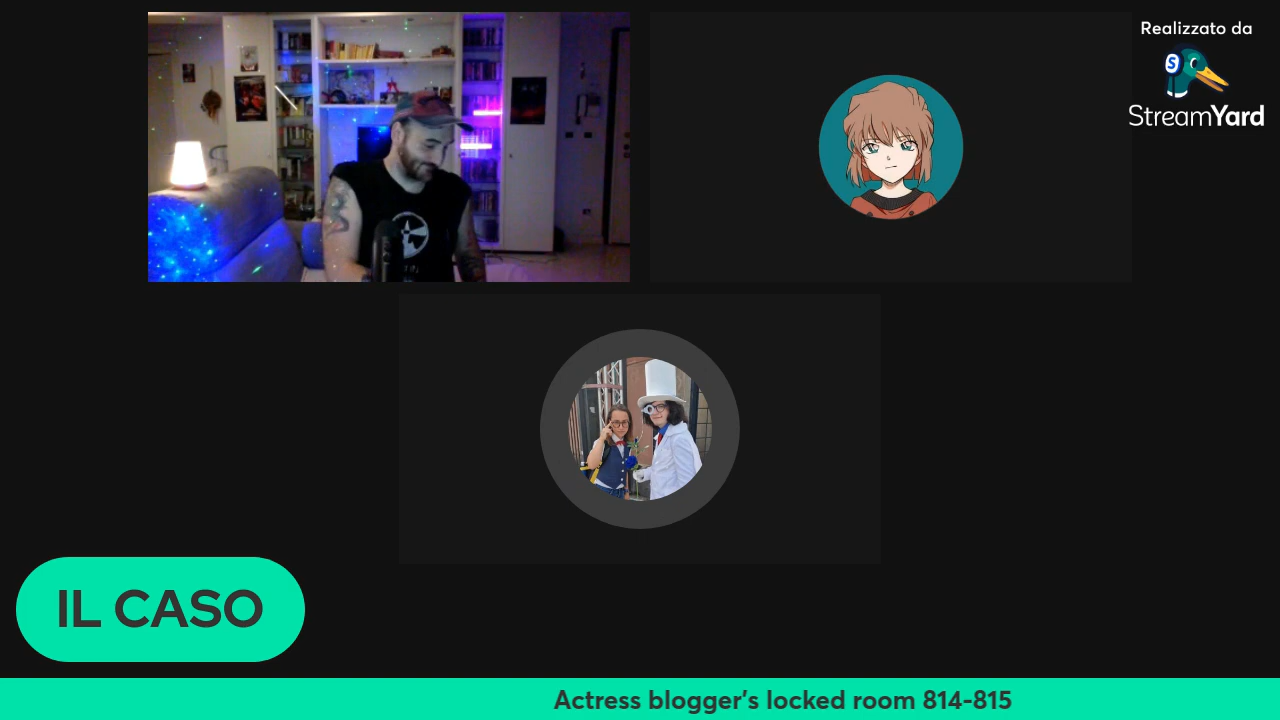 Realizzato da
S
StreamYard
IL CASO
Actress blogger's locked room 814-815